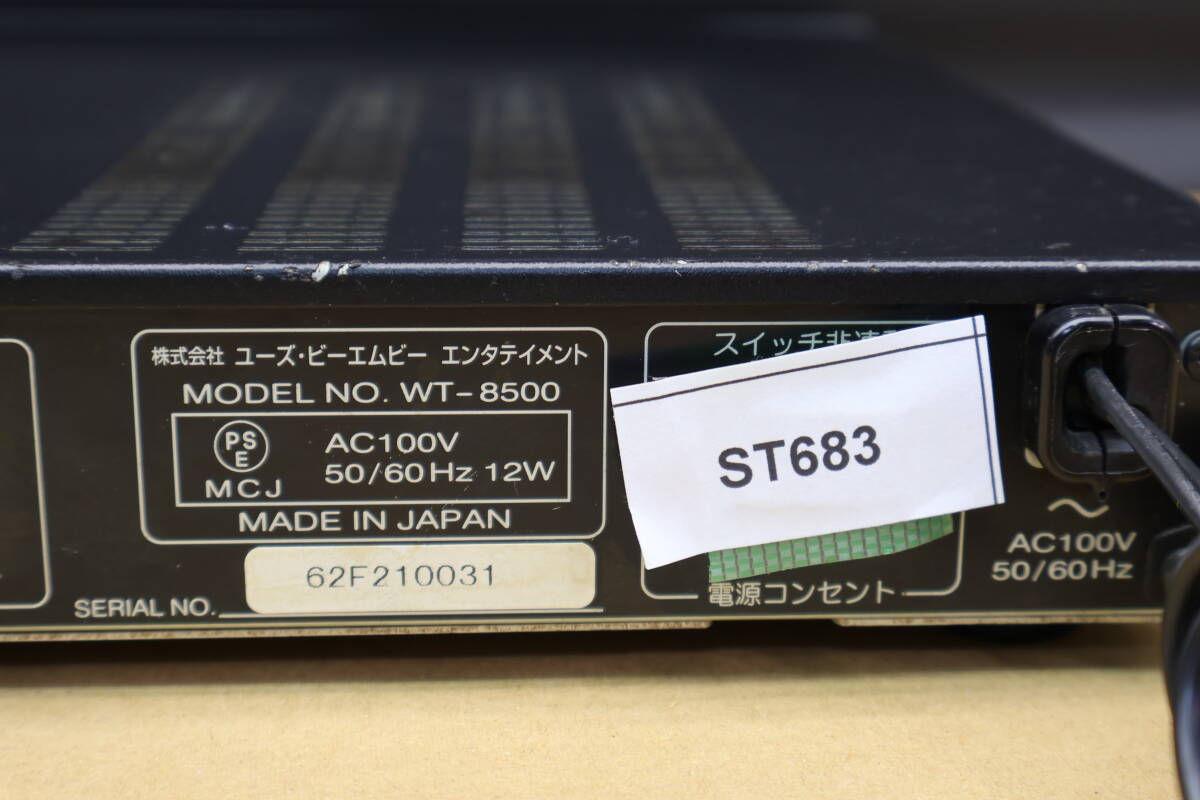 株式会社 ユーズ・ビーエムビー エンタテイメント
MODEL NO. WT-8500
PSE
MCJ
AC100V
50/60Hz 12W
MADE IN JAPAN
SERIAL NO.
62F210031
スイッチ非連
ST683
電源コンセント
AC100V
50/60Hz